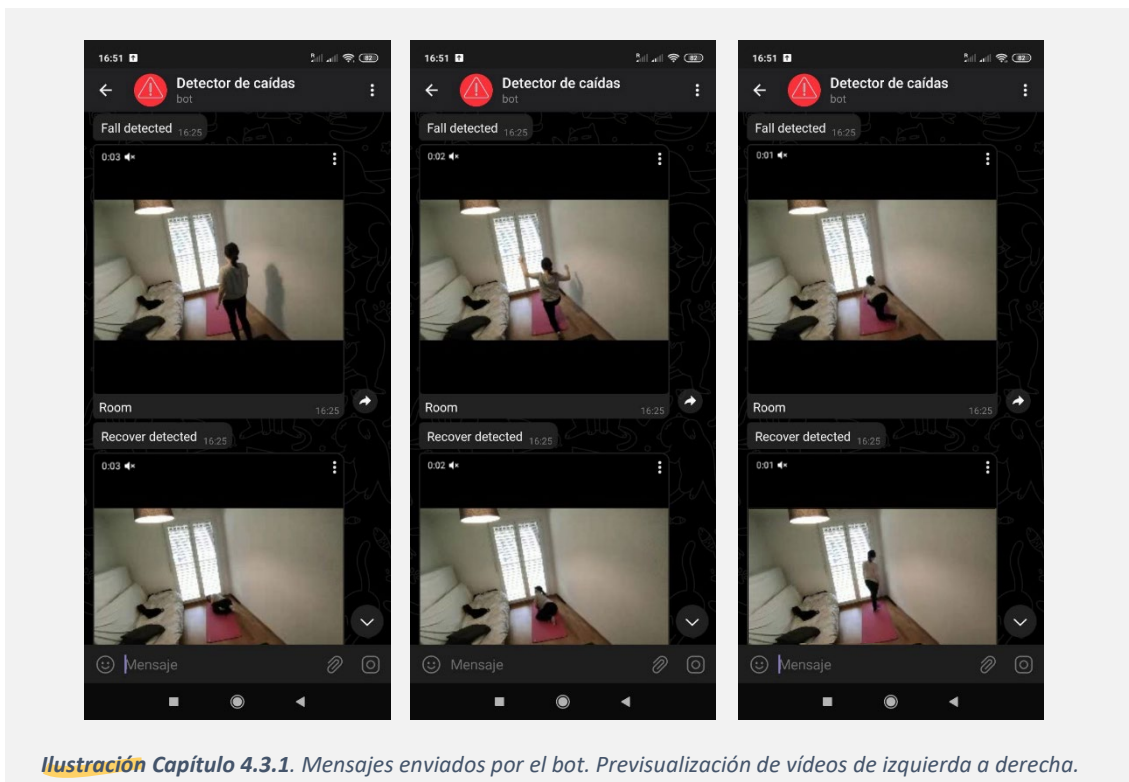 16:51
82
Detector de caídas
bot
Fall detected 16:25
0:03
Room 16:25
Recover detected 16:25
0:03
Mensaje
16:51
82
Detector de caídas
bot
Fall detected 16:25
0:02
Room 16:25
Recover detected 16:25
0:02
Mensaje
16:51
82
Detector de caídas
bot
Fall detected 16:25
0:01
Room 16:25
Recover detected 16:25
0:01
Mensaje
Ilustración Capítulo 4.3.1. Mensajes enviados por el bot. Previsualización de vídeos de izquierda a derecha.